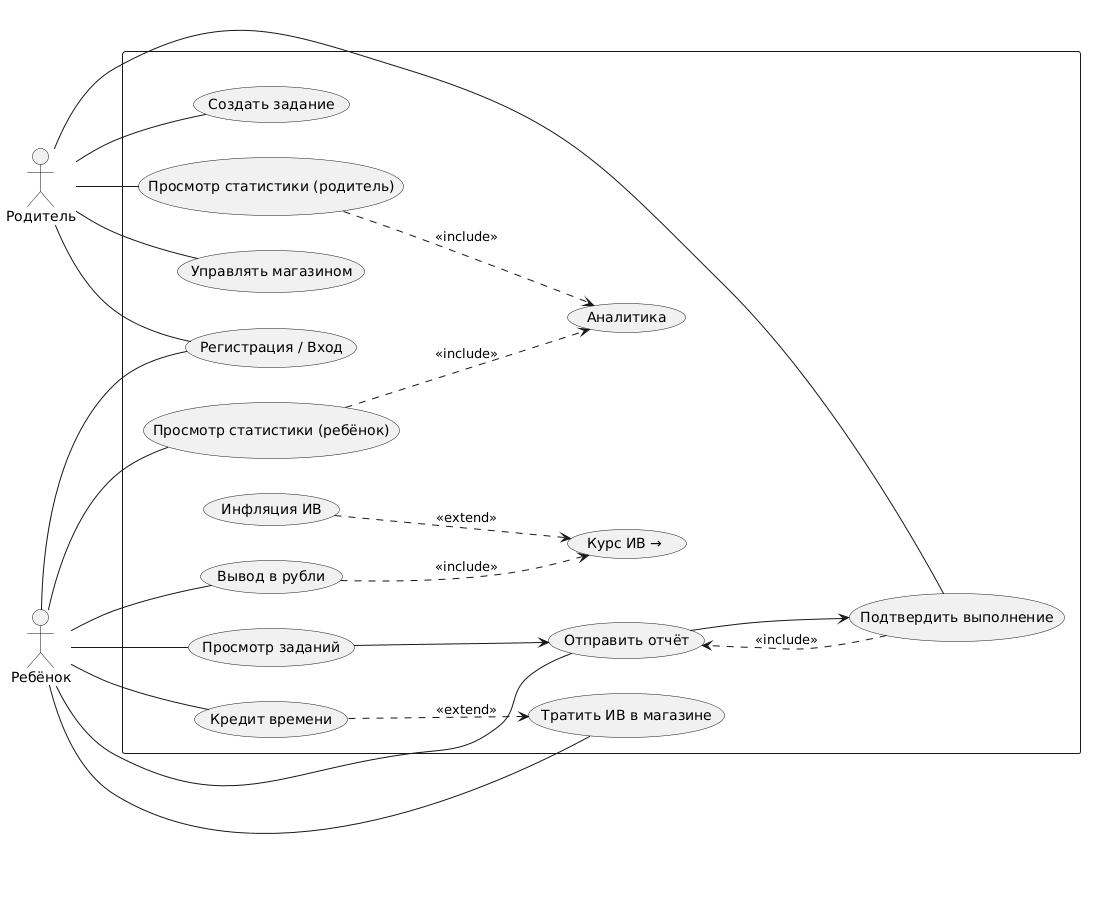 Создать задание
Просмотр статистики (родитель)
Родитель
«include»
Управлять магазином
Аналитика
Регистрация / Вход
«include»
Просмотр статистики (ребёнок)
Инфляция ИВ
«extend»
Курс ИВ →
«include»
Вывод в рубли
Подтвердить выполнение
Просмотр заданий
Отправить отчёт
«include»
Ребёнок
Кредит времени
«extend»
Тратить ИВ в магазине